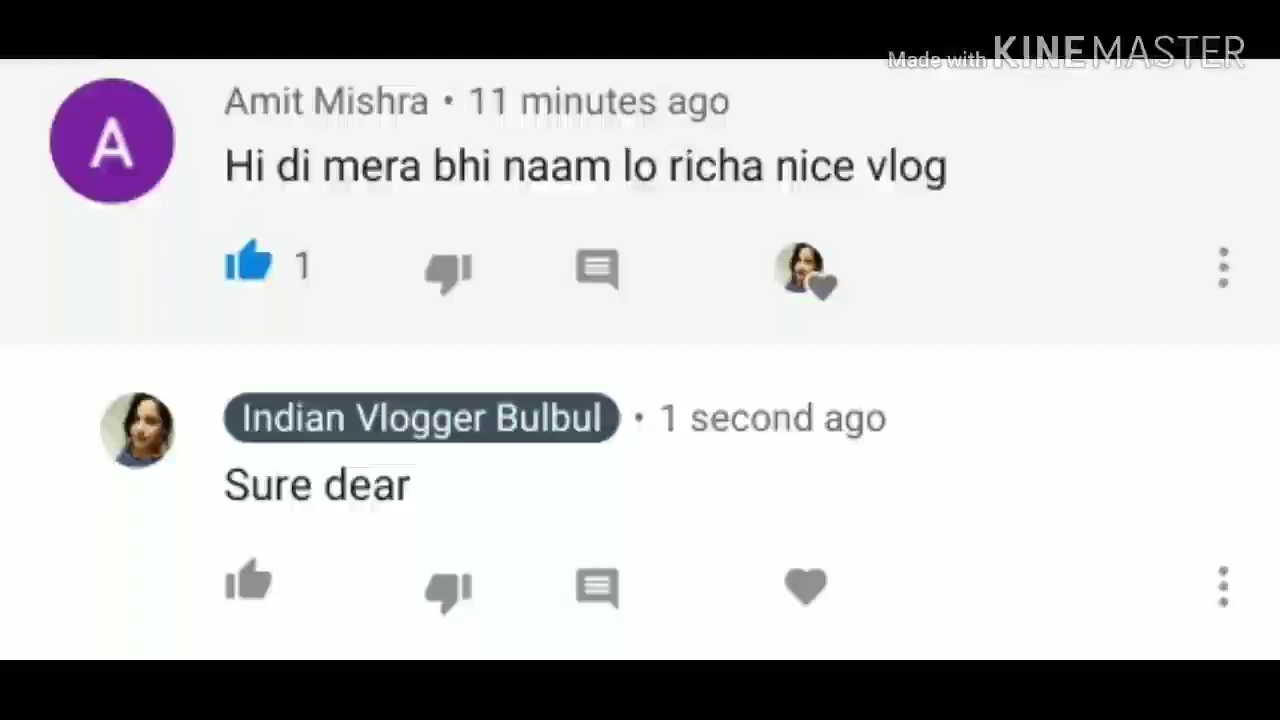 Made with KINEMASTER
A
Amit Mishra • 11 minutes ago
Hi di mera bhi naam lo richa nice vlog
1
Indian Vlogger Bulbul • 1 second ago
Sure dear